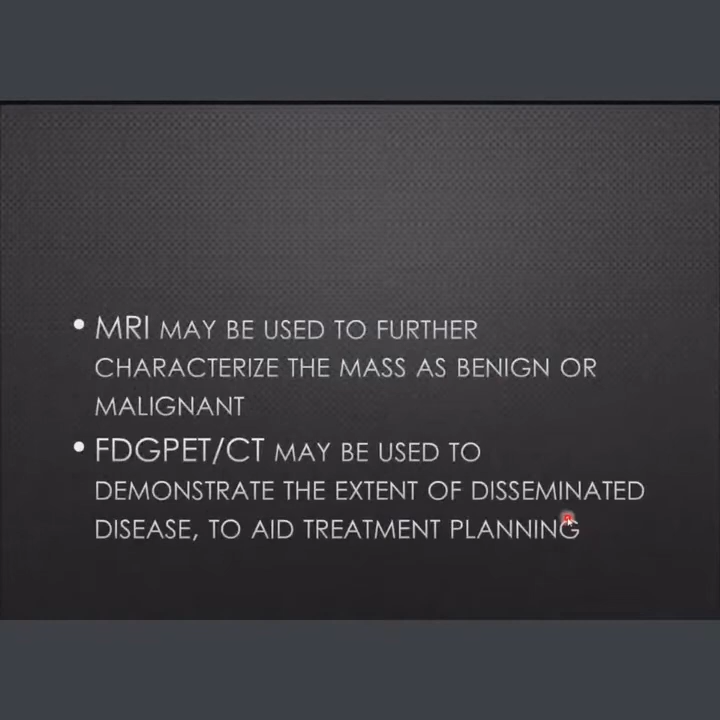 • MRI MAY BE USED TO FURTHER
CHARACTERIZE THE MASS AS BENIGN OR
MALIGNANT
• FDGPET/CT MAY BE USED TO
DEMONSTRATE THE EXTENT OF DISSEMINATED
DISEASE, TO AID TREATMENT PLANNING